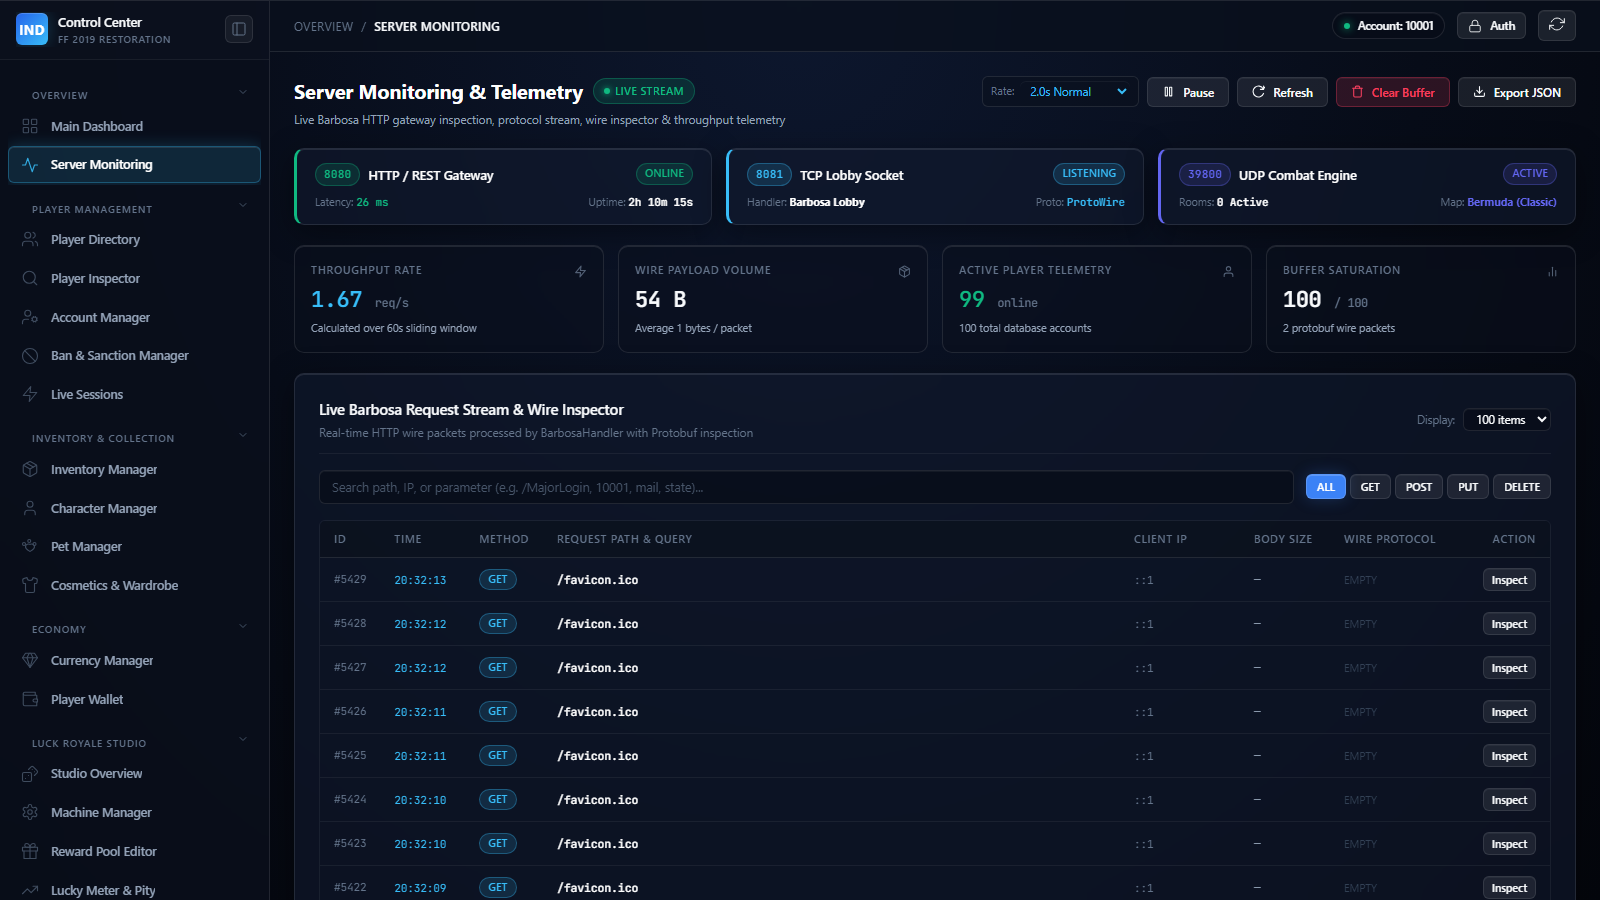 IND
Control Center
FF 2019 RESTORATION
OVERVIEW / SERVER MONITORING
Account: 10001
Auth
OVERVIEW
Main Dashboard
Server Monitoring
PLAYER MANAGEMENT
Player Directory
Player Inspector
Account Manager
Ban & Sanction Manager
Live Sessions
INVENTORY & COLLECTION
Inventory Manager
Character Manager
Pet Manager
Cosmetics & Wardrobe
ECONOMY
Currency Manager
Player Wallet
LUCK ROYALE STUDIO
Studio Overview
Machine Manager
Reward Pool Editor
Lucky Meter & Pity
Server Monitoring & Telemetry
LIVE STREAM
Live Barbosa HTTP gateway inspection, protocol stream, wire inspector & throughput telemetry
Rate: 2.0s Normal
Pause
Refresh
Clear Buffer
Export JSON
8080 HTTP / REST Gateway ONLINE
Latency: 26 ms Uptime: 2h 10m 15s
8081 TCP Lobby Socket LISTENING
Handler: Barbosa Lobby Proto: ProtoWire
39800 UDP Combat Engine ACTIVE
Rooms: 0 Active Map: Bermuda (Classic)
THROUGHPUT RATE
1.67 req/s
Calculated over 60s sliding window
WIRE PAYLOAD VOLUME
54 B
Average 1 bytes / packet
ACTIVE PLAYER TELEMETRY
99 online
100 total database accounts
BUFFER SATURATION
100 / 100
2 protobuf wire packets
Live Barbosa Request Stream & Wire Inspector
Real-time HTTP wire packets processed by BarbosaHandler with Protobuf inspection
Display: 100 items
Search path, IP, or parameter (e.g. /MajorLogin, 10001, mail, state)...
ALL GET POST PUT DELETE
ID TIME METHOD REQUEST PATH & QUERY CLIENT IP BODY SIZE WIRE PROTOCOL ACTION
#5429 20:32:13 GET /favicon.ico ::1 — EMPTY Inspect
#5428 20:32:12 GET /favicon.ico ::1 — EMPTY Inspect
#5427 20:32:12 GET /favicon.ico ::1 — EMPTY Inspect
#5426 20:32:11 GET /favicon.ico ::1 — EMPTY Inspect
#5425 20:32:11 GET /favicon.ico ::1 — EMPTY Inspect
#5424 20:32:10 GET /favicon.ico ::1 — EMPTY Inspect
#5423 20:32:10 GET /favicon.ico ::1 — EMPTY Inspect
#5422 20:32:09 GET /favicon.ico ::1 — EMPTY Inspect